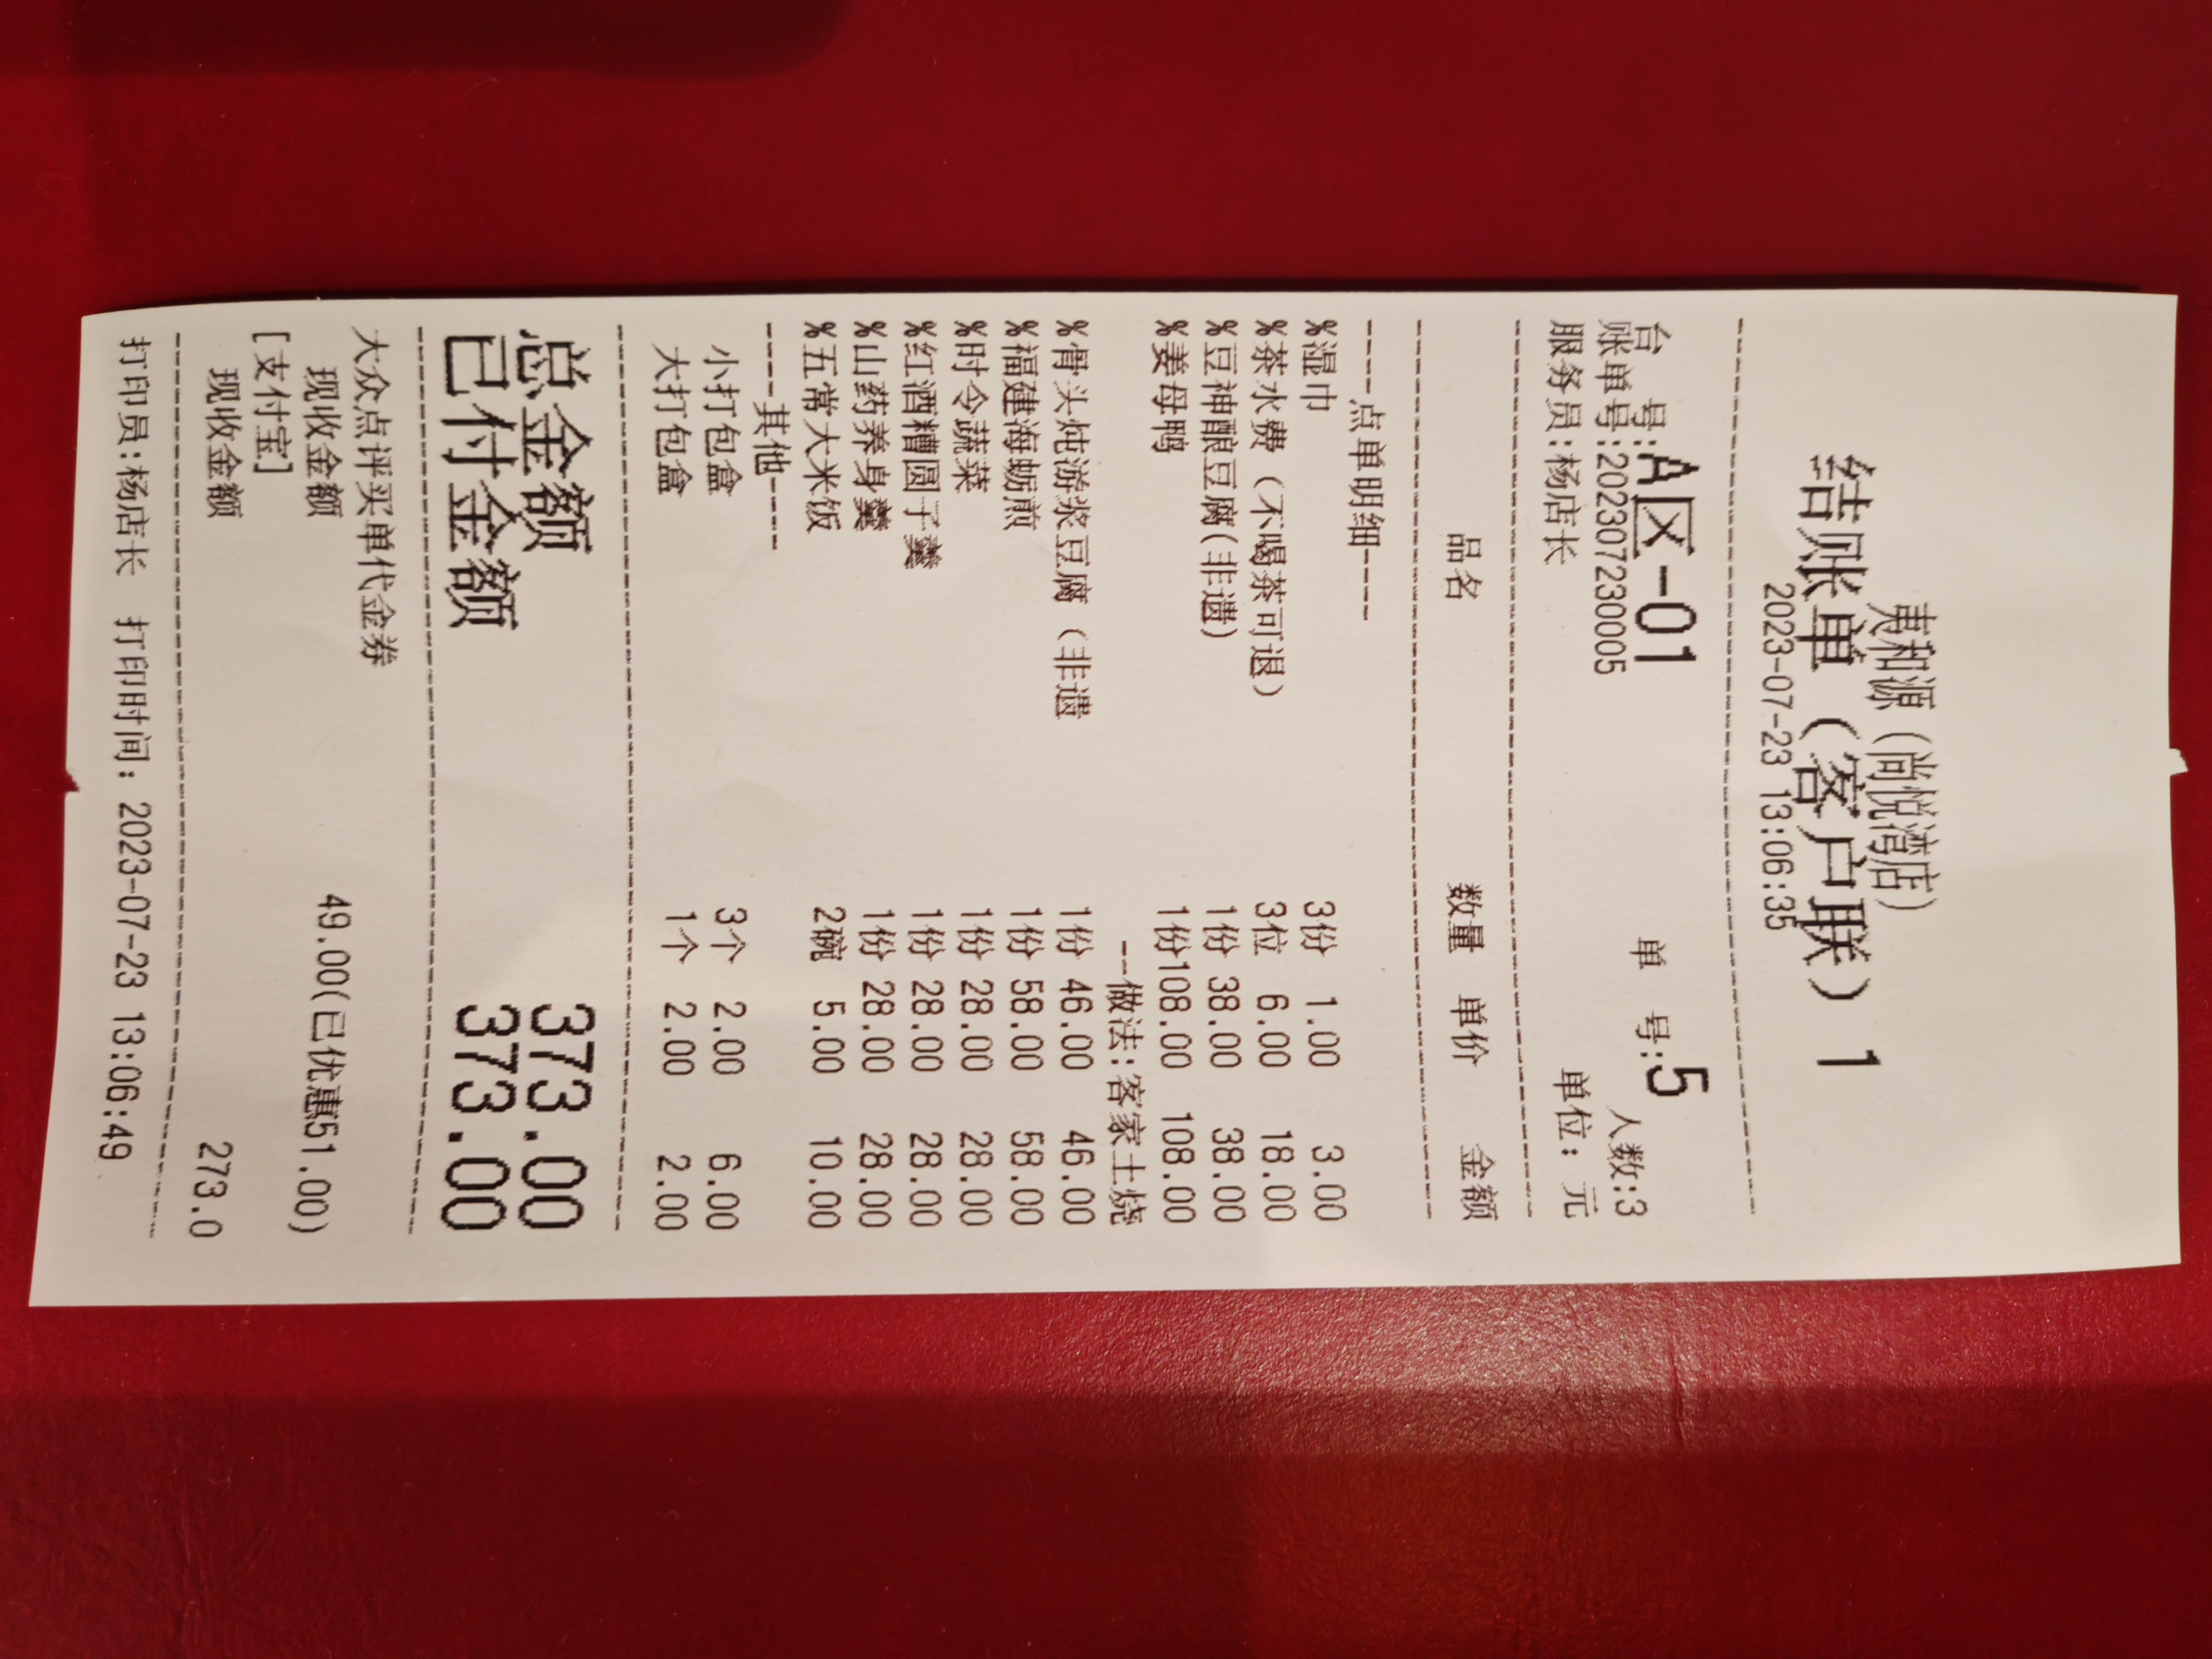 夷和源（尚悦湾店）
结账单（客户联）1
2023-07-23 13:06:35
台 号:A区-01 单 号:5
账单号:202307230005 人数:3
服务员:杨店长 单位: 元
品名 数量 单价 金额
----点单明细----
%湿巾 3份 1.00 3.00
%茶水费（不喝茶可退） 3位 6.00 18.00
%豆神酿豆腐(非遗) 1份 38.00 38.00
%姜母鸭 1份108.00 108.00
--做法:客家土烧
%骨头炖游浆豆腐（非遗 1份 46.00 46.00
%福建海蛎煎 1份 58.00 58.00
%时令蔬菜 1份 28.00 28.00
%红酒糟圆子羹 1份 28.00 28.00
%山药养身羹 1份 28.00 28.00
%五常大米饭 2碗 5.00 10.00
----其他----
小打包盒 3个 2.00 6.00
大打包盒 1个 2.00 2.00
总金额 373.00
已付金额 373.00
大众点评买单代金券
现收金额 49.00(已优惠51.00)
[支付宝]
现收金额 273.0
打印员:杨店长 打印时间: 2023-07-23 13:06:49